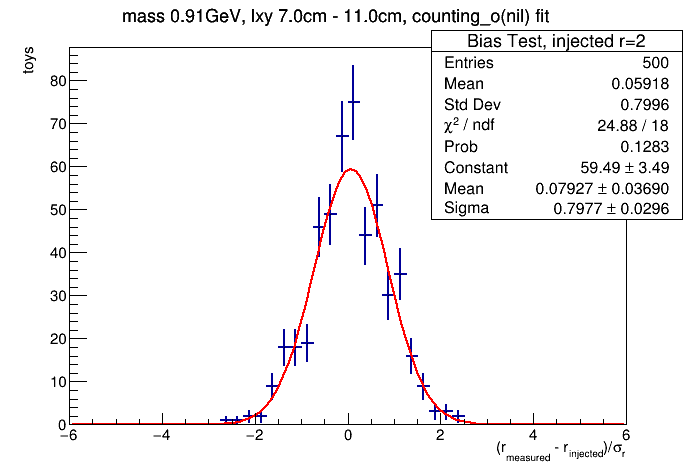 mass 0.91GeV, lxy 7.0cm - 11.0cm, counting_o(nil) fit
Bias Test, injected r=2
Entries 500
Mean 0.05918
Std Dev 0.7996
χ² / ndf 24.88 / 18
Prob 0.1283
Constant 59.49 ± 3.49
Mean 0.07927 ± 0.03690
Sigma 0.7977 ± 0.0296
toys
80
70
60
50
40
30
20
10
0
−6 −4 −2 0 2 4 6
(r_measured - r_injected)/σ_r